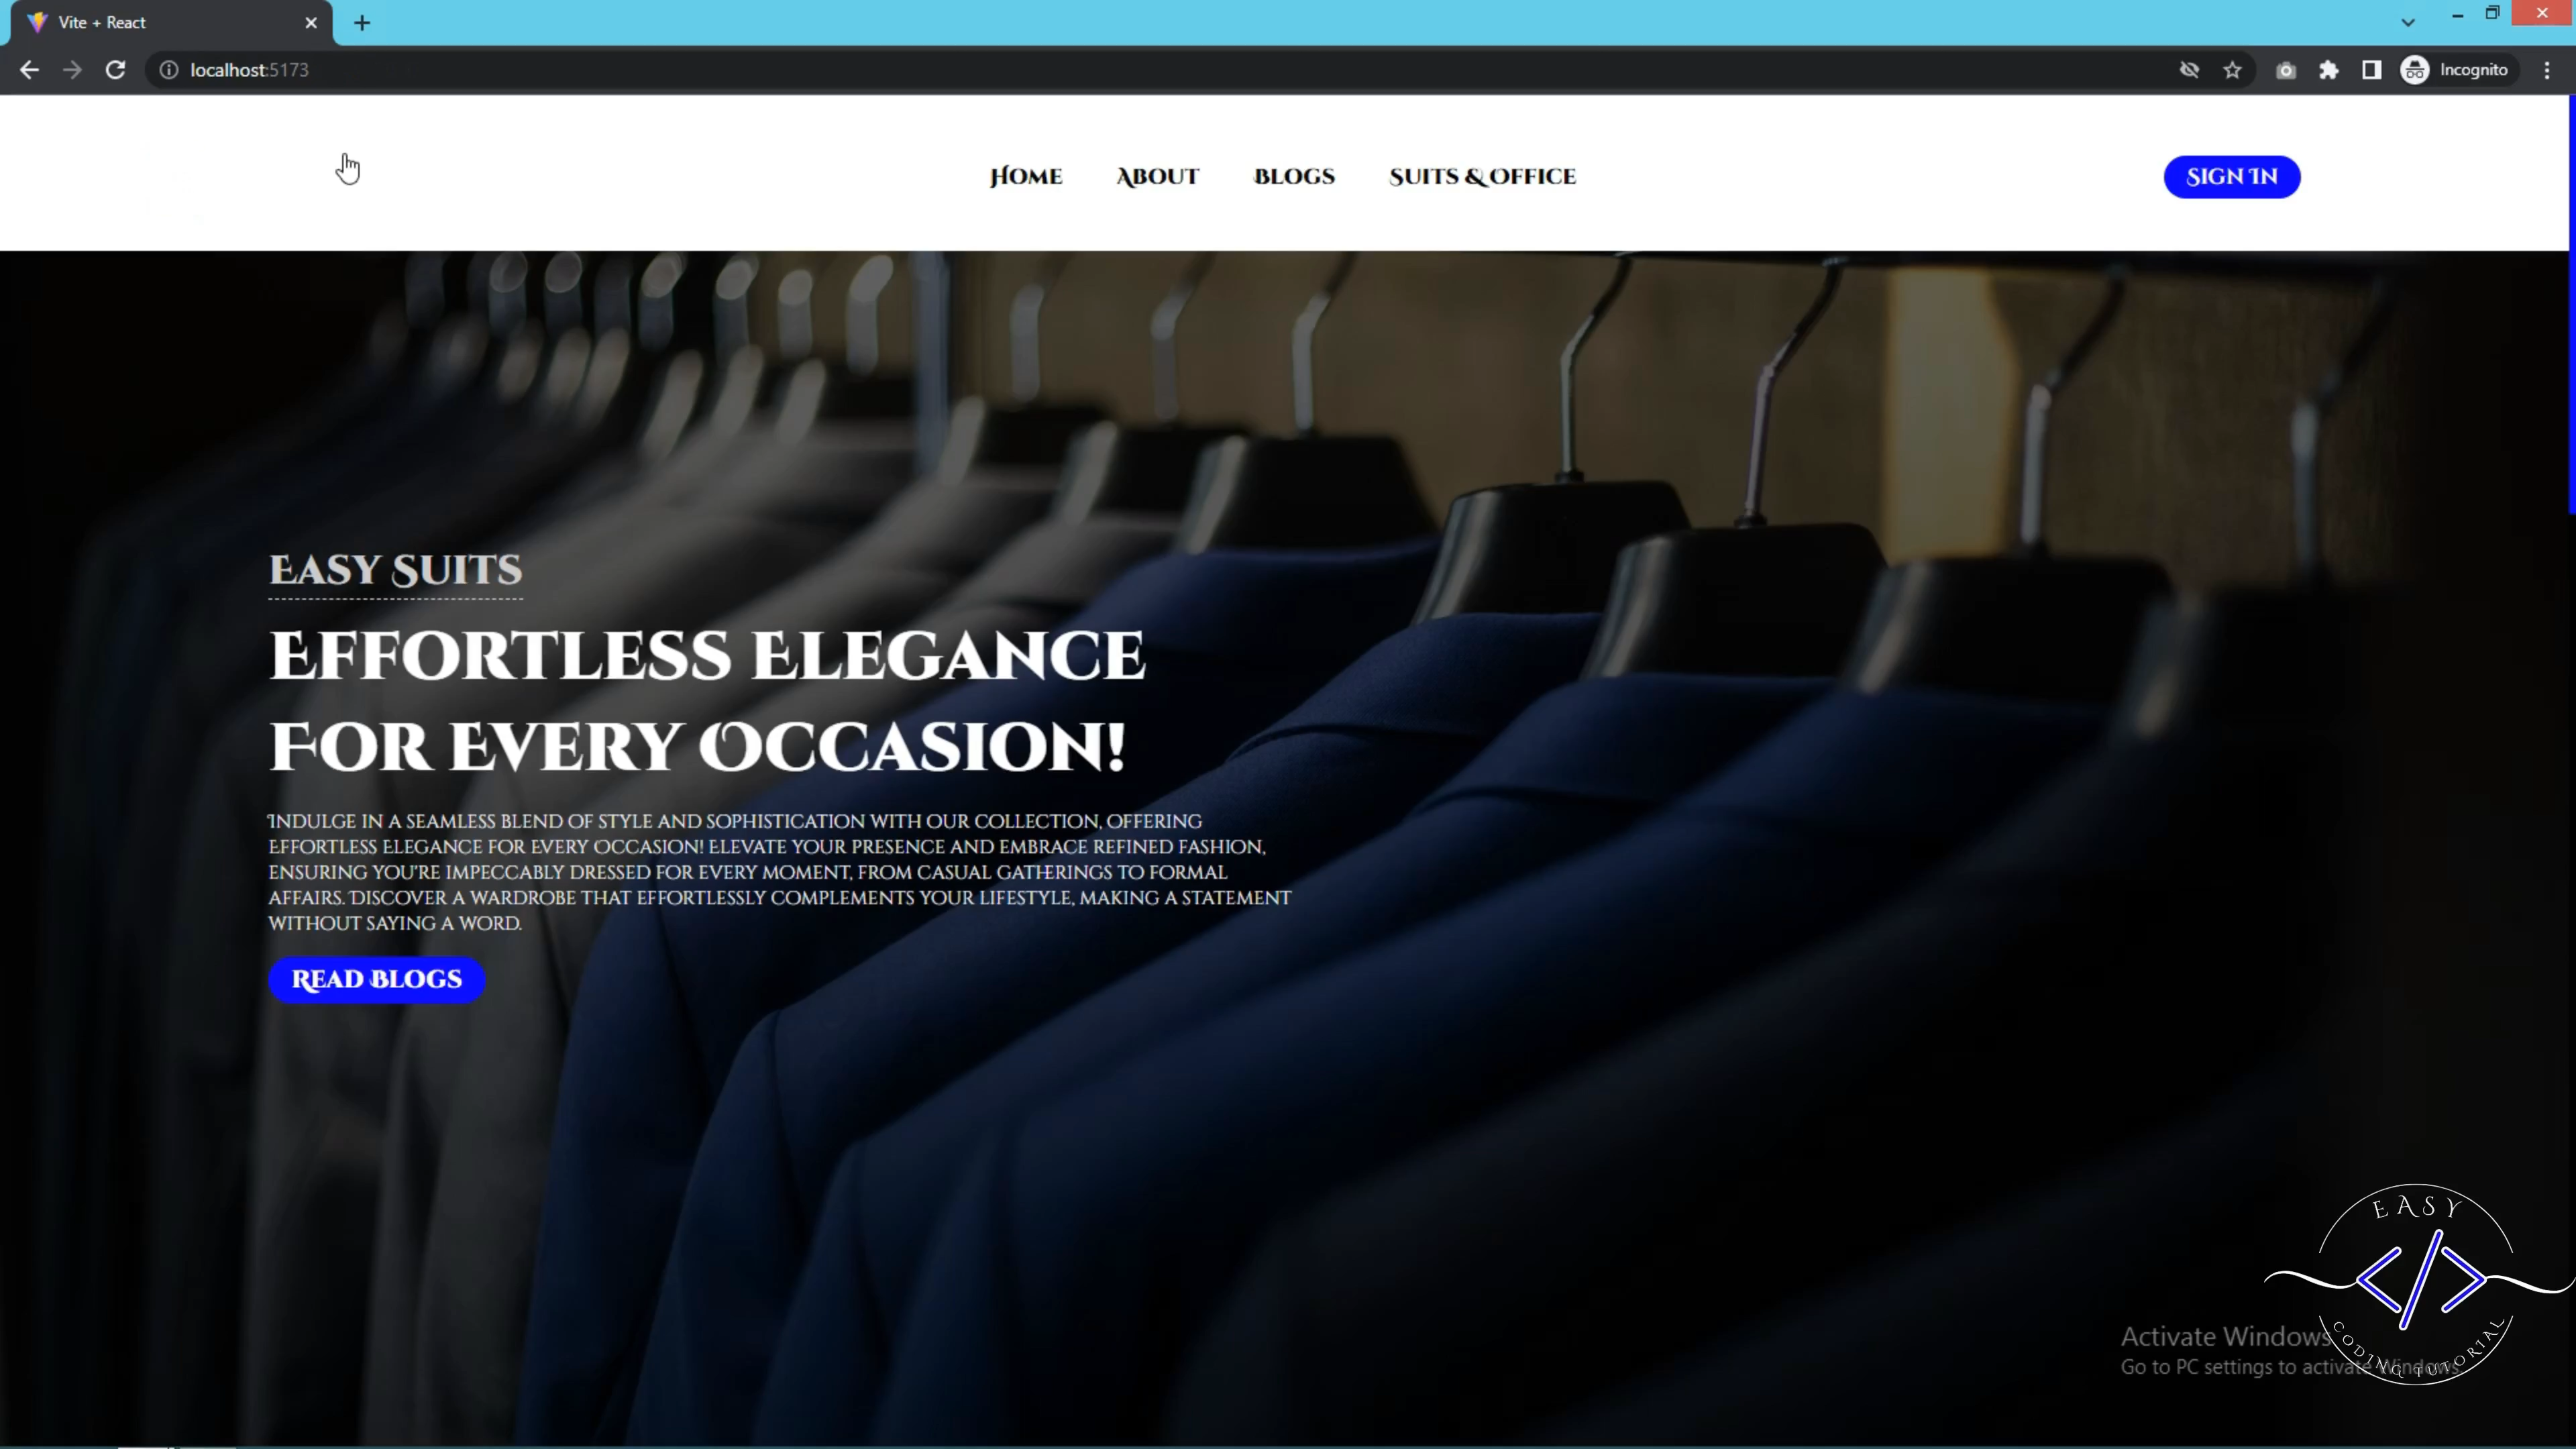 Vite + React
localhost:5173
Incognito
Home About Blogs Suits & Office
Sign In
Easy Suits
Effortless Elegance
For Every Occasion!
Indulge in a seamless blend of style and sophistication with our collection, offering
effortless elegance for every occasion! Elevate your presence and embrace refined fashion,
ensuring you're impeccably dressed for every moment, from casual gatherings to formal
affairs. Discover a wardrobe that effortlessly complements your lifestyle, making a statement
without saying a word.
Read Blogs
EASY
</>
CODING TUTORIAL
Activate Windows
Go to PC settings to activate Windows.